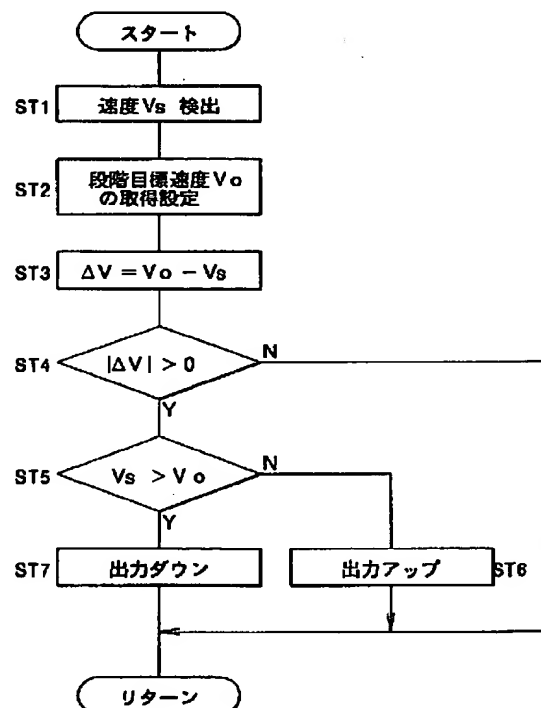 スタート
ST1
速度Vs 検出
ST2
段階目標速度Vo
の取得設定
ST3
ΔV = Vo - Vs
ST4
|ΔV| > 0
N
Y
ST5
Vs > Vo
N
Y
ST7
出力ダウン
出力アップ
ST6
リターン